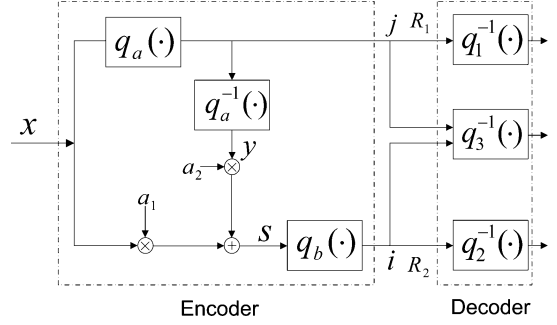 q_a(·)
j R_1
q_1^{-1}(·)
q_a^{-1}(·)
x
y
q_3^{-1}(·)
a_2
a_1
s
q_b(·)
i R_2
q_2^{-1}(·)
Encoder
Decoder